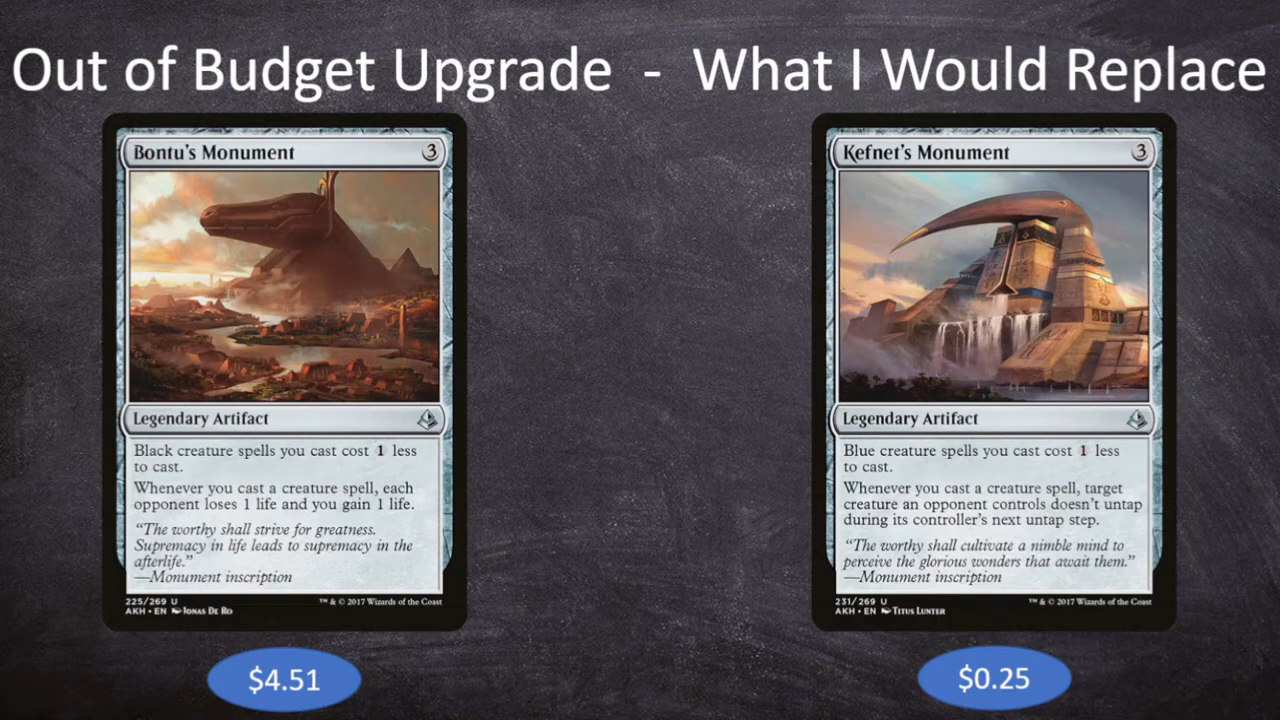 Out of Budget Upgrade - What I Would Replace
Bontu's Monument 3
Legendary Artifact
Black creature spells you cast cost 1 less
to cast.
Whenever you cast a creature spell, each
opponent loses 1 life and you gain 1 life.
“The worthy shall strive for greatness.
Supremacy in life leads to supremacy in the
afterlife.”
—Monument inscription
225/269 U
AKH • EN Jonas De Ro
™ & © 2017 Wizards of the Coast
$4.51
Kefnet's Monument 3
Legendary Artifact
Blue creature spells you cast cost 1 less
to cast.
Whenever you cast a creature spell, target
creature an opponent controls doesn't untap
during its controller's next untap step.
“The worthy shall cultivate a nimble mind to
perceive the glorious wonders that await them.”
—Monument inscription
231/269 U
AKH • EN Titus Lunter
™ & © 2017 Wizards of the Coast
$0.25